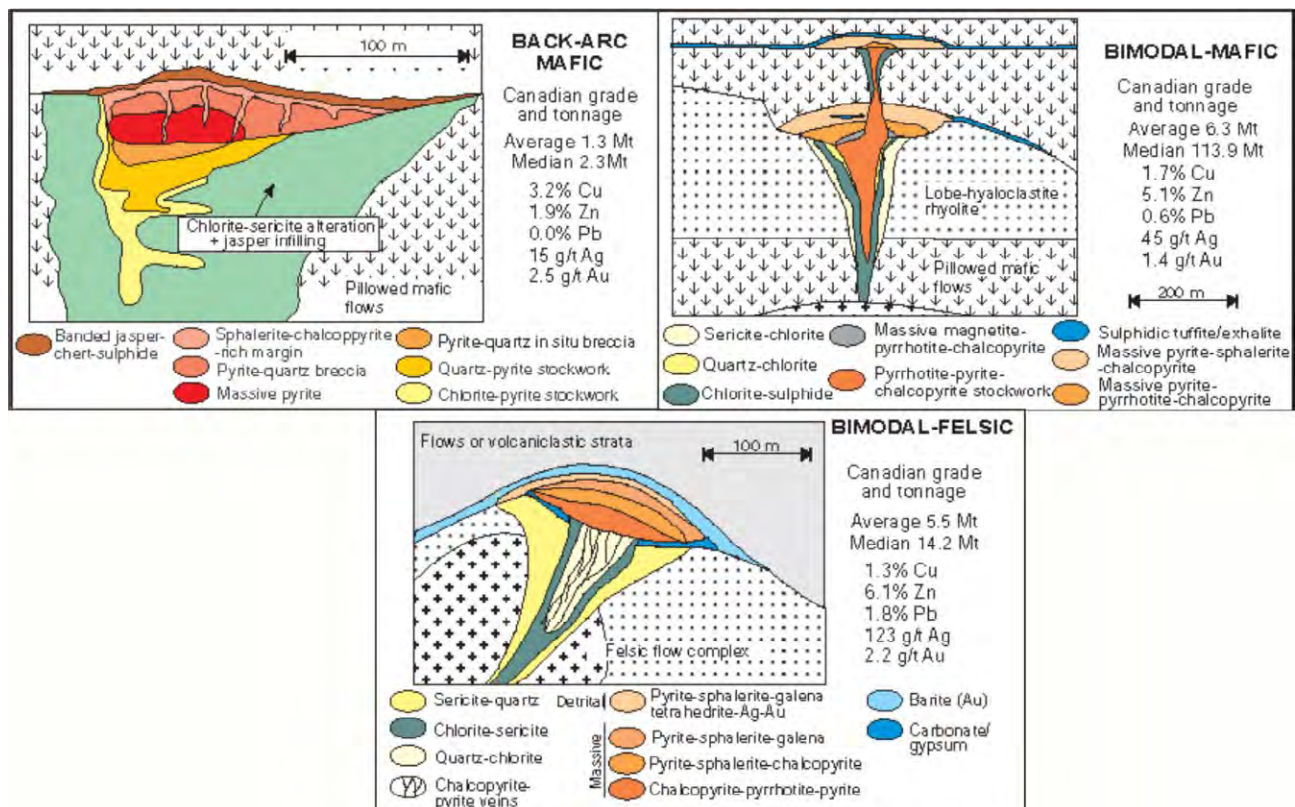 100 m
BACK-ARC
MAFIC
Canadian grade
and tonnage
Average 1.3 Mt
Median 2.3Mt
3.2% Cu
1.9% Zn
0.0% Pb
15 g/t Ag
2.5 g/t Au
Chlorite-sericite alteration
+ jasper infilling
Pillowed mafic
flows
Banded jasper-
chert-sulphide
Sphalerite-chalcoppyrite
-rich margin
Pyrite-quartz breccia
Massive pyrite
Pyrite-quartz in situ breccia
Quartz-pyrite stockwork
Chlorite-pyrite stockwork
BIMODAL-MAFIC
Canadian grade
and tonnage
Average 6.3 Mt
Median 113.9 Mt
1.7% Cu
5.1% Zn
0.6% Pb
45 g/t Ag
1.4 g/t Au
200 m
Lobe-hyaloclastite
rhyolite
Pillowed mafic
flows
Sericite-chlorite
Quartz-chlorite
Chlorite-sulphide
Massive magnetite-
pyrrhotite-chalcopyrite
Pyrrhotite-pyrite-
chalcopyrite stockwork
Sulphidic tuffite/exhalite
Massive pyrite-sphalerite
-chalcopyrite
Massive pyrite-
pyrrhotite-chalcopyrite
BIMODAL-FELSIC
Flows or volcaniclastic strata
100 m
Canadian grade
and tonnage
Average 5.5 Mt
Median 14.2 Mt
1.3% Cu
6.1% Zn
1.8% Pb
123 g/t Ag
2.2 g/t Au
Felsic flow complex
Sericite-quartz
Chlorite-sericite
Quartz-chlorite
Chalcopyrite-
pyrite veins
Detrital
Pyrite-sphalerite-galena
tetrahedrite-Ag-Au
Massive
Pyrite-sphalerite-galena
Pyrite-sphalerite-chalcopyrite
Chalcopyrite-pyrrhotite-pyrite
Barite (Au)
Carbonate/
gypsum